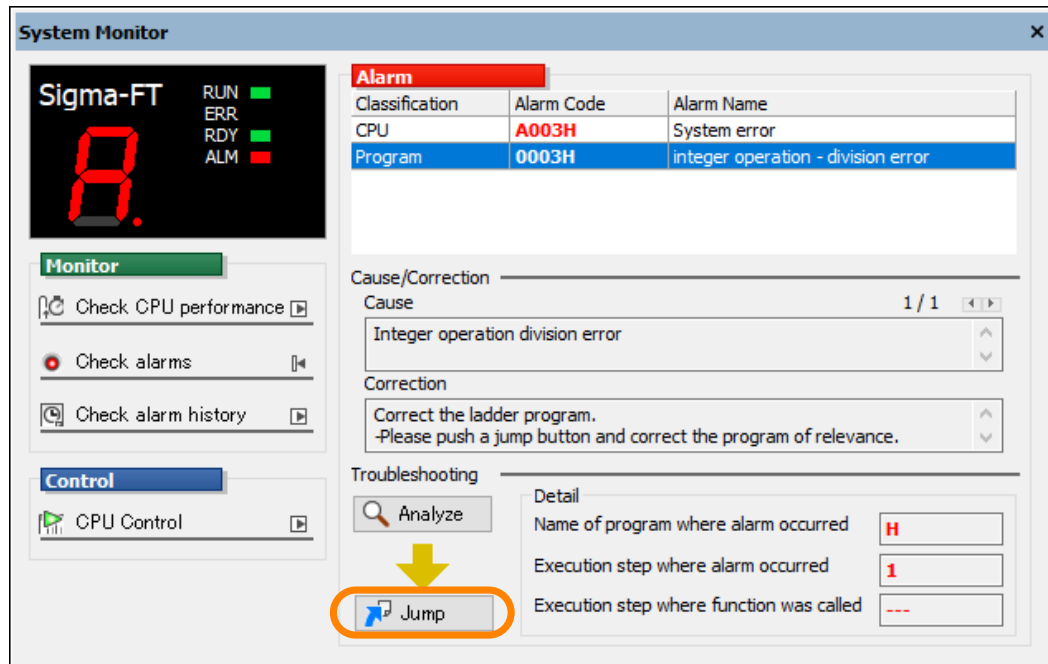 System Monitor
Sigma-FT
RUN
ERR
RDY
ALM
A.
Monitor
Check CPU performance
Check alarms
Check alarm history
Control
CPU Control
Alarm
Classification Alarm Code Alarm Name
CPU A003H System error
Program 0003H integer operation - division error
Cause/Correction
Cause 1 / 1
Integer operation division error
Correction
Correct the ladder program.
-Please push a jump button and correct the program of relevance.
Troubleshooting
Analyze
Jump
Detail
Name of program where alarm occurred H
Execution step where alarm occurred 1
Execution step where function was called ---